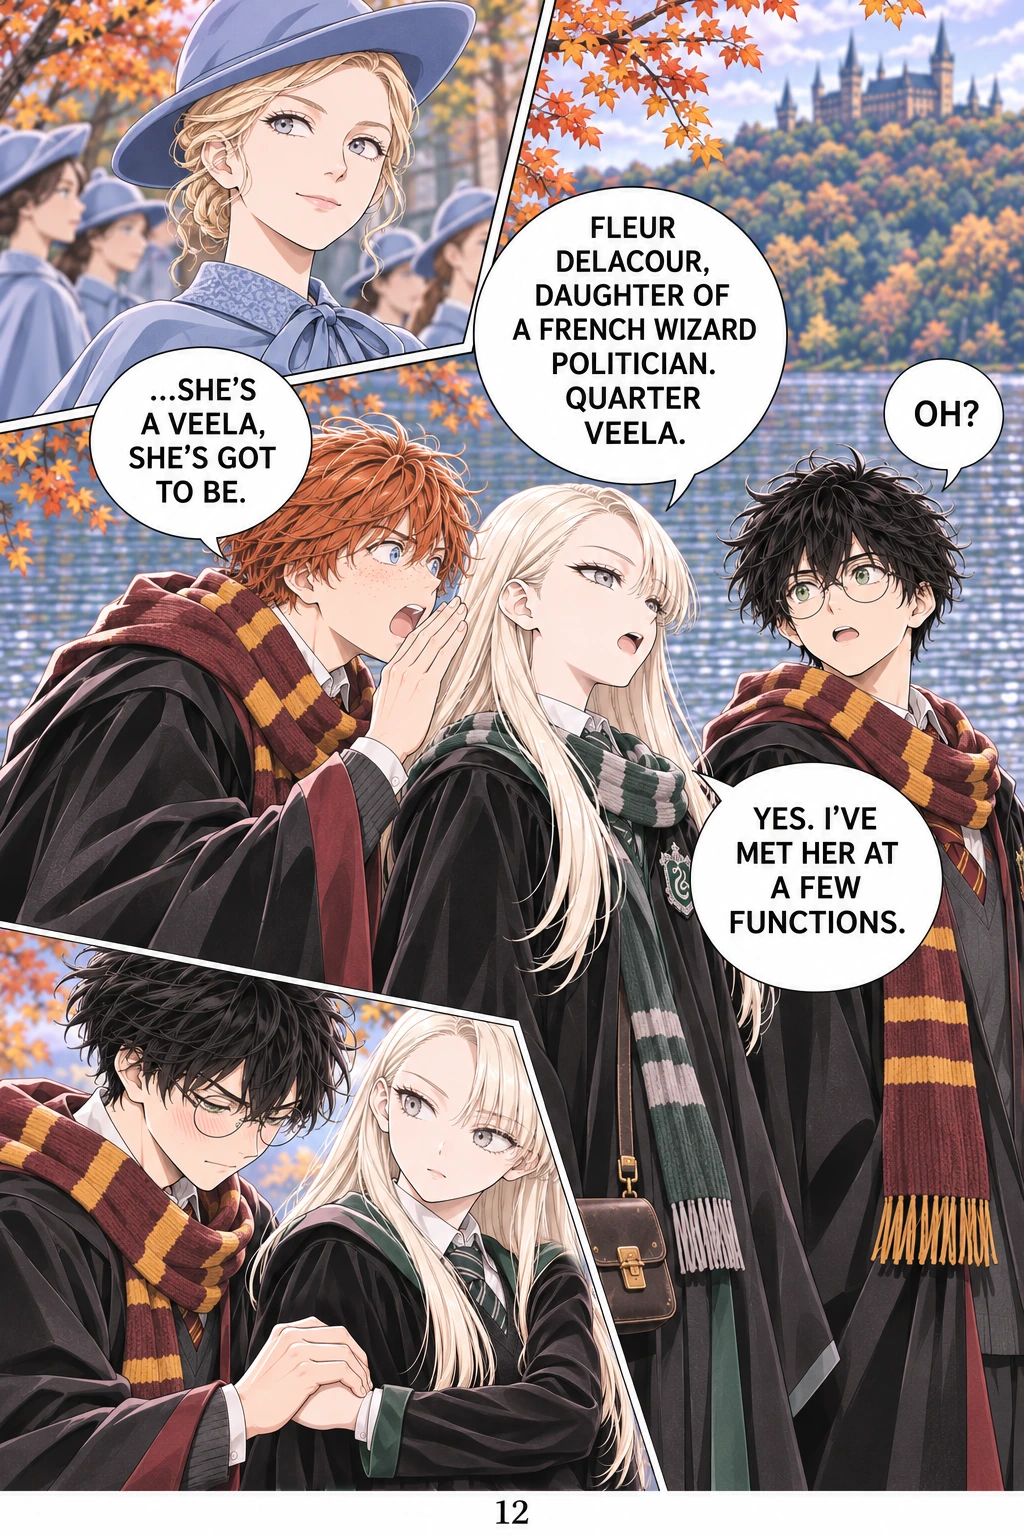 ...SHE'S
A VEELA,
SHE'S GOT
TO BE.
FLEUR
DELACOUR,
DAUGHTER OF
A FRENCH WIZARD
POLITICIAN.
QUARTER
VEELA.
OH?
YES. I'VE
MET HER AT
A FEW
FUNCTIONS.
12